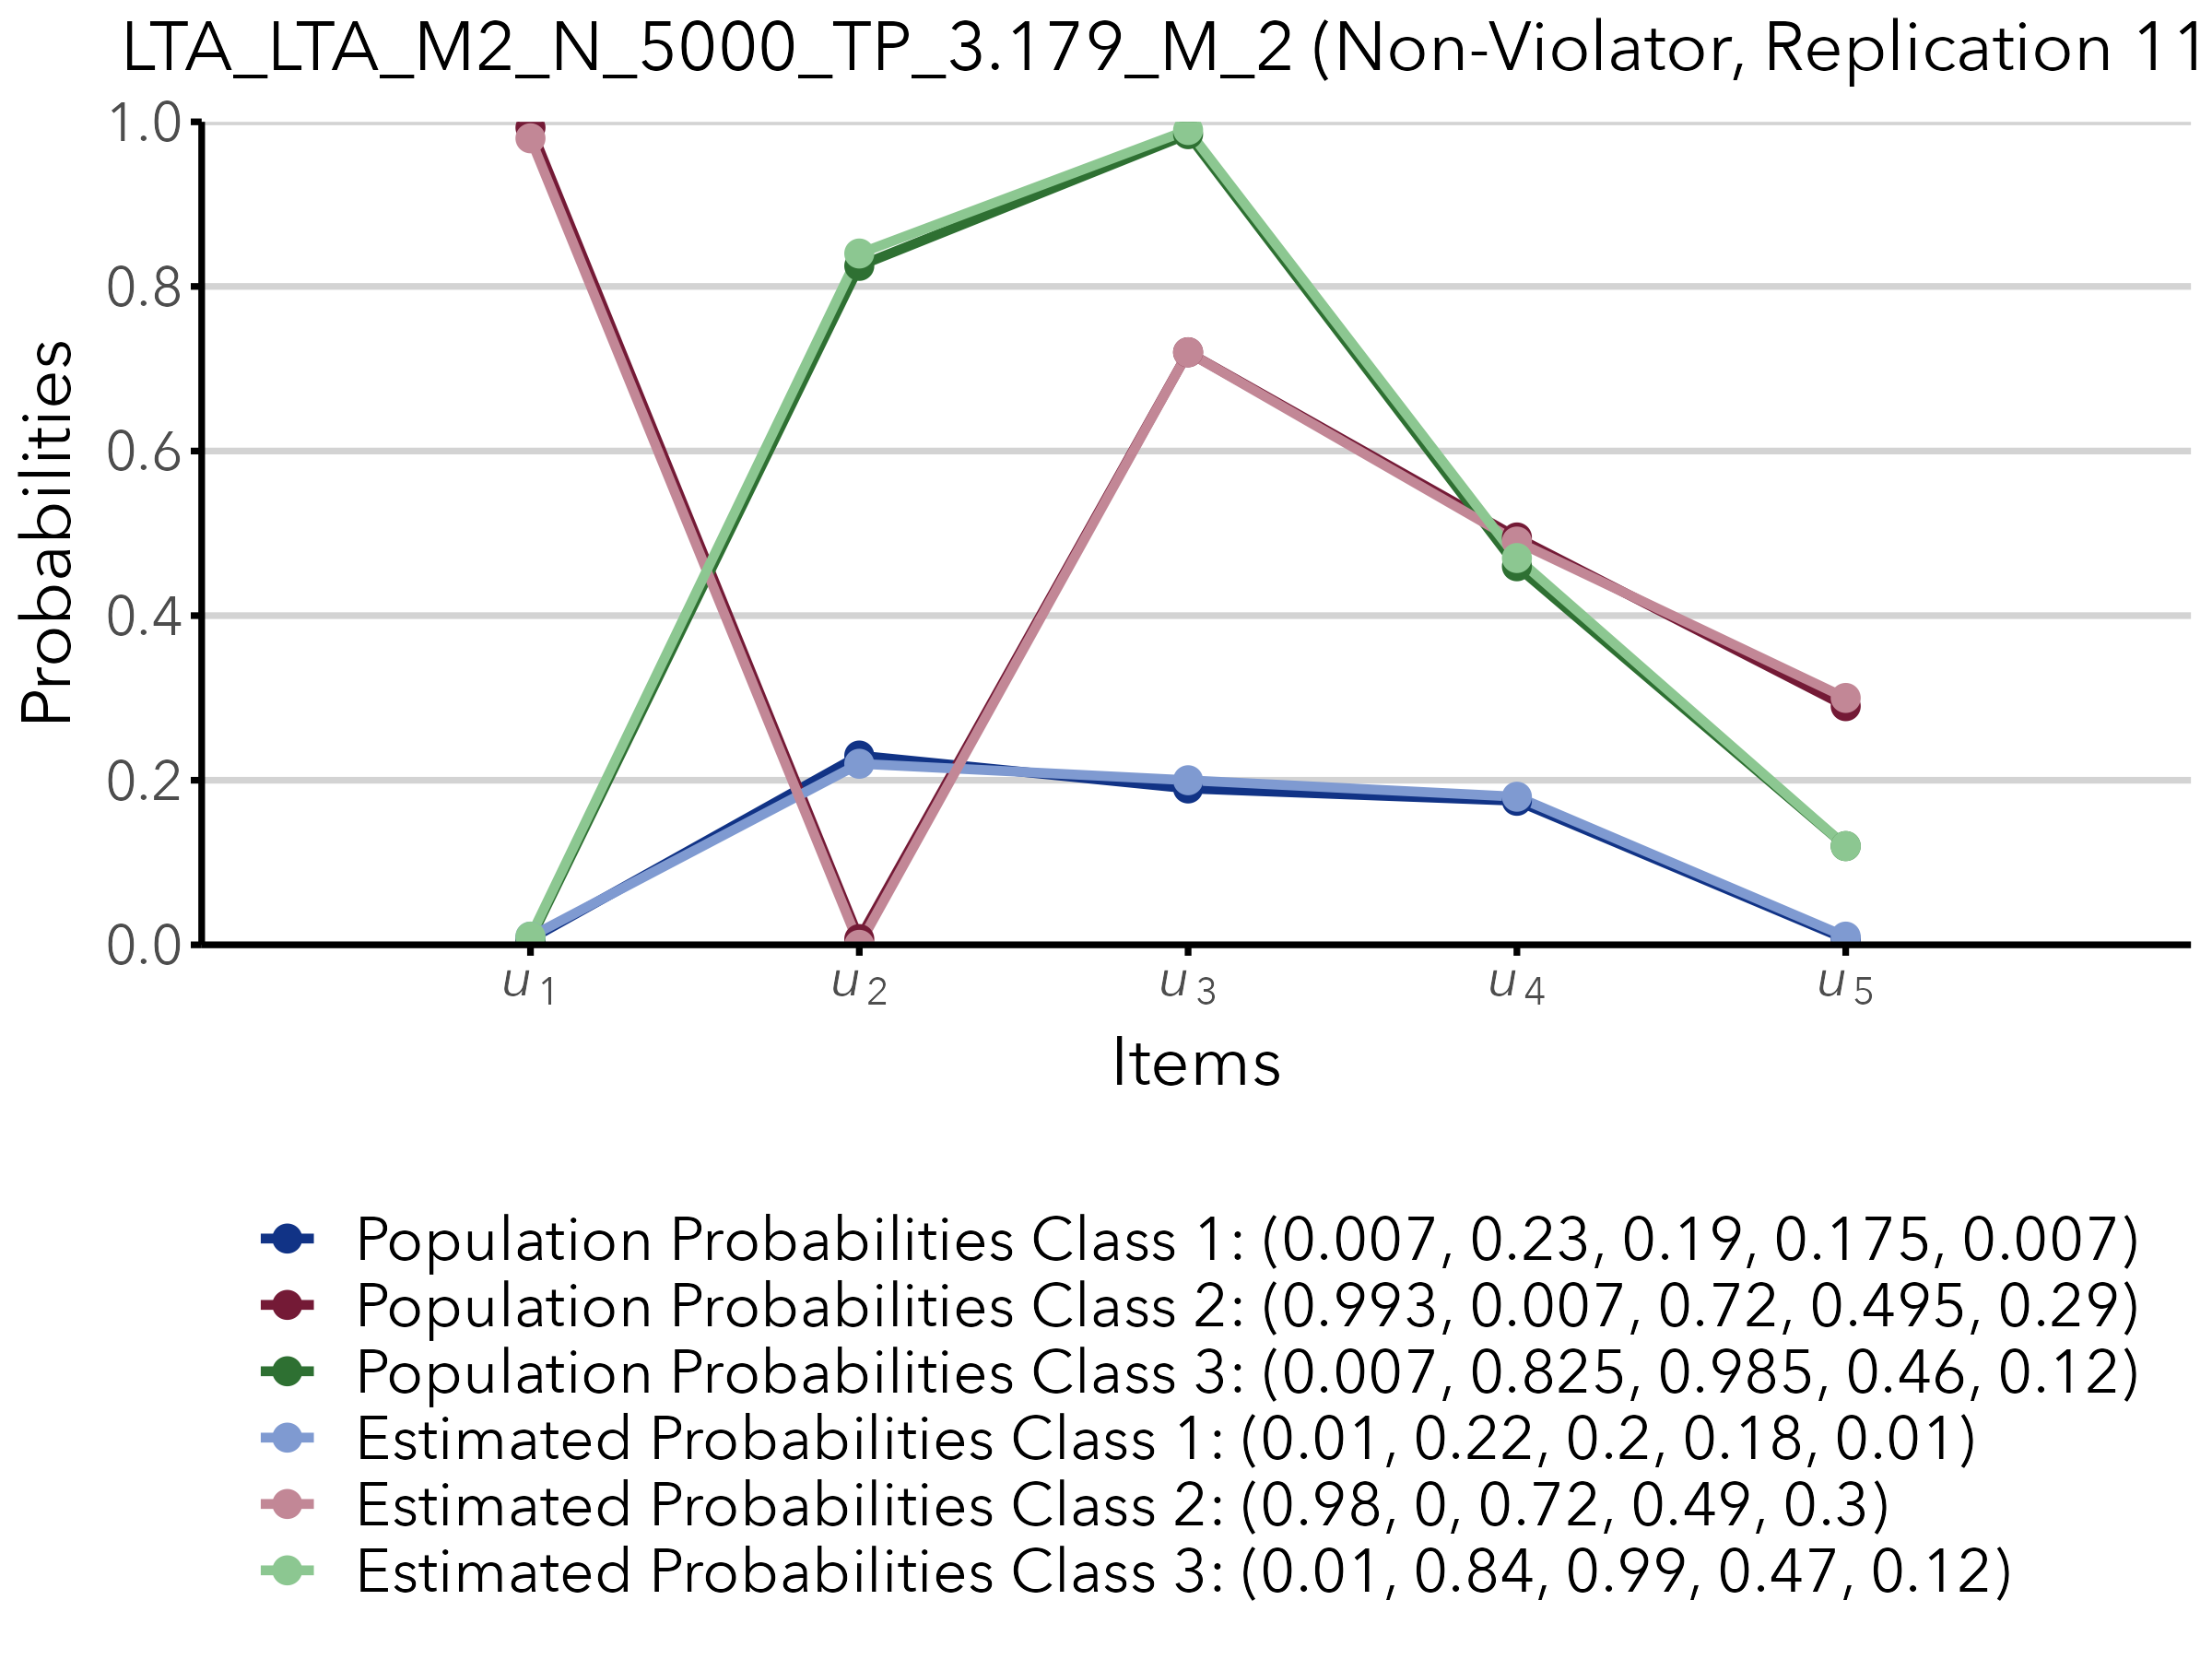 LTA_LTA_M2_N_5000_TP_3.179_M_2 (Non-Violator, Replication 11
1.0
0.8
0.6
0.4
0.2
0.0
Probabilities
u1 u2 u3 u4 u5
Items
Population Probabilities Class 1: (0.007, 0.23, 0.19, 0.175, 0.007)
Population Probabilities Class 2: (0.993, 0.007, 0.72, 0.495, 0.29)
Population Probabilities Class 3: (0.007, 0.825, 0.985, 0.46, 0.12)
Estimated Probabilities Class 1: (0.01, 0.22, 0.2, 0.18, 0.01)
Estimated Probabilities Class 2: (0.98, 0, 0.72, 0.49, 0.3)
Estimated Probabilities Class 3: (0.01, 0.84, 0.99, 0.47, 0.12)